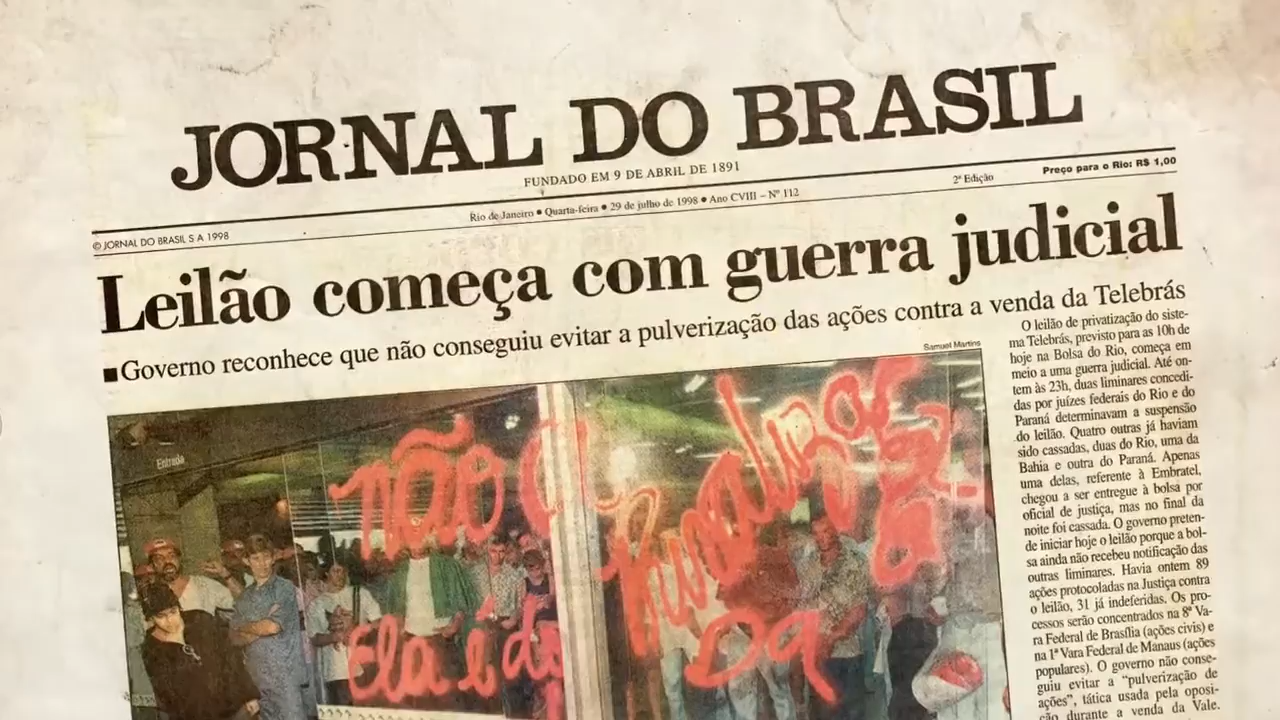 JORNAL DO BRASIL
FUNDADO EM 9 DE ABRIL DE 1891
Rio de Janeiro • Quarta-feira • 29 de julho de 1998 • Ano CVIII – Nº 112
2ª Edição
Preço para o Rio: R$ 1,00
© JORNAL DO BRASIL S A 1998
Leilão começa com guerra judicial
■ Governo reconhece que não conseguiu evitar a pulverização das ações contra a venda da Telebrás
Samuel Martins
Entrada
não
Ela é do
Da
O leilão de privatização do siste-
ma Telebrás, previsto para as 10h de
hoje na Bolsa do Rio, começa em
meio a uma guerra judicial. Até on-
tem às 23h, duas liminares concedi-
das por juízes federais do Rio e do
Paraná determinavam a suspensão
do leilão. Quatro outras já haviam
sido cassadas, duas do Rio, uma da
Bahia e outra do Paraná. Apenas
uma delas, referente à Embratel,
chegou a ser entregue à bolsa por
oficial de justiça, mas no final da
noite foi cassada. O governo preten-
de iniciar hoje o leilão porque a bol-
sa ainda não recebeu notificação das
outras liminares. Havia ontem 89
ações protocoladas na Justiça contra
o leilão, 31 já indeferidas. Os pro-
cessos serão concentrados na 8ª Va-
ra Federal de Brasília (ações civis) e
na 1ª Vara Federal de Manaus (ações
populares). O governo não conse-
guiu evitar a "pulverização de
ações", tática usada pela oposi-
ção durante a venda da Vale.